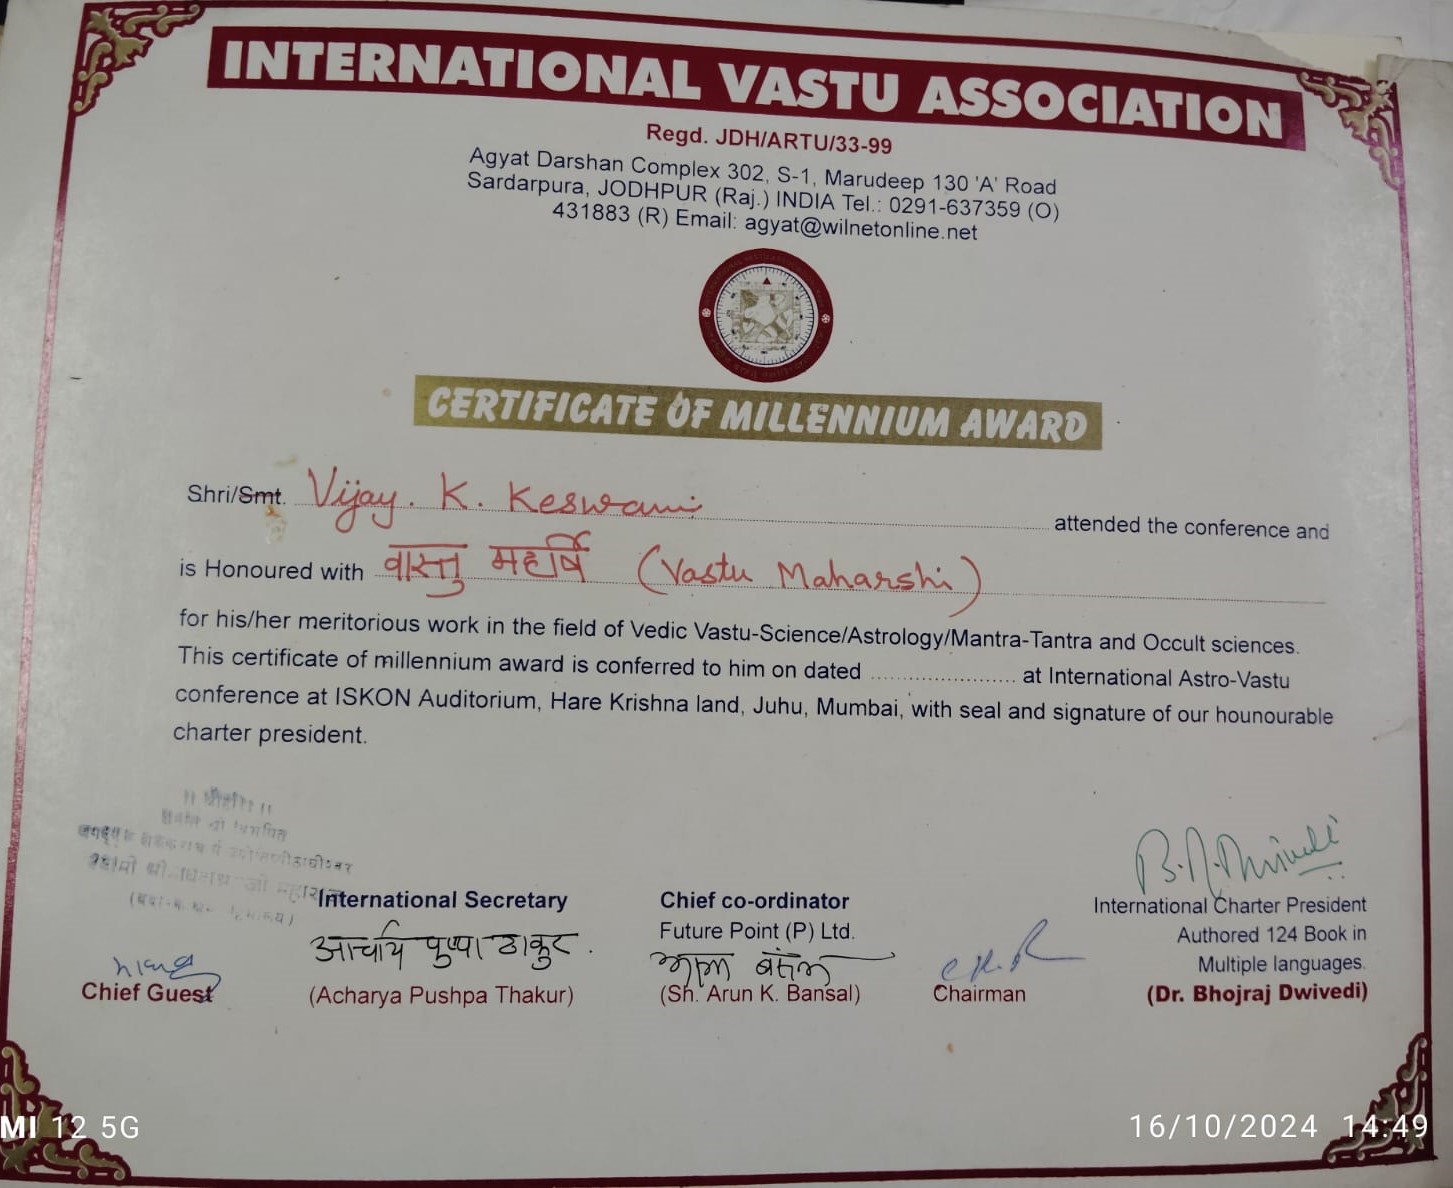 INTERNATIONAL VASTU ASSOCIATION
Regd. JDH/ARTU/33-99
Agyat Darshan Complex 302, S-1, Marudeep 130 'A' Road
Sardarpura, JODHPUR (Raj.) INDIA Tel.: 0291-637359 (O)
431883 (R) Email: agyat@wilnetonline.net
CERTIFICATE OF MILLENNIUM AWARD
Shri/Smt. Vijay. K. Keswani attended the conference and
is Honoured with वास्तु महर्षि (Vastu Maharshi)
for his/her meritorious work in the field of Vedic Vastu-Science/Astrology/Mantra-Tantra and Occult sciences.
This certificate of millennium award is conferred to him on dated ...................... at International Astro-Vastu
conference at ISKON Auditorium, Hare Krishna land, Juhu, Mumbai, with seal and signature of our hounourable
charter president.
Chief Guest
International Secretary
आचार्य पुष्पा ठाकुर.
(Acharya Pushpa Thakur)
Chief co-ordinator
Future Point (P) Ltd.
(Sh. Arun K. Bansal)
Chairman
B.R. Dwivedi
International Charter President
Authored 124 Book in
Multiple languages.
(Dr. Bhojraj Dwivedi)
MI 12 5G
16/10/2024 14:49